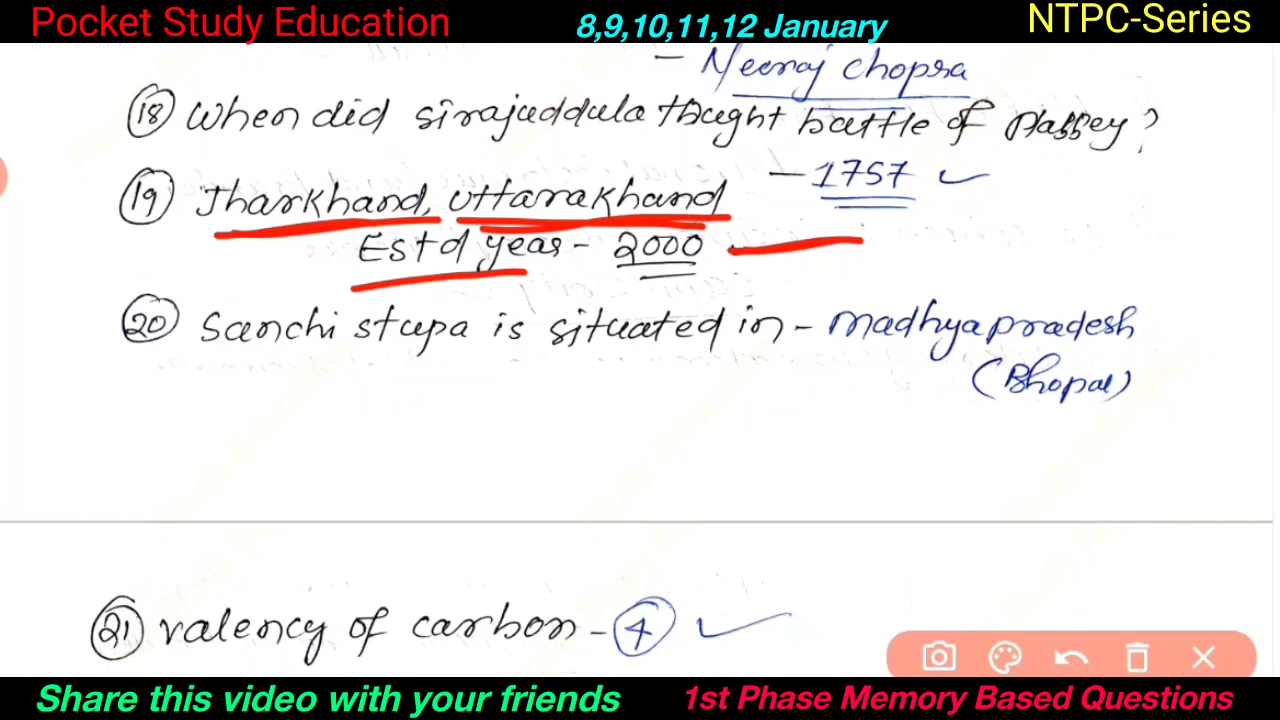 Pocket Study Education
8,9,10,11,12 January
NTPC-Series
- Neeraj chopra
(18) When did sirajuddula thought battle of plassey?
- 1757
(19) Jharkhand, uttarakhand
Estd year - 2000
(20) Sanchi stupa is situated in - madhyapradesh
(Bhopal)
(21) valency of carbon - 4
Share this video with your friends
1st Phase Memory Based Questions